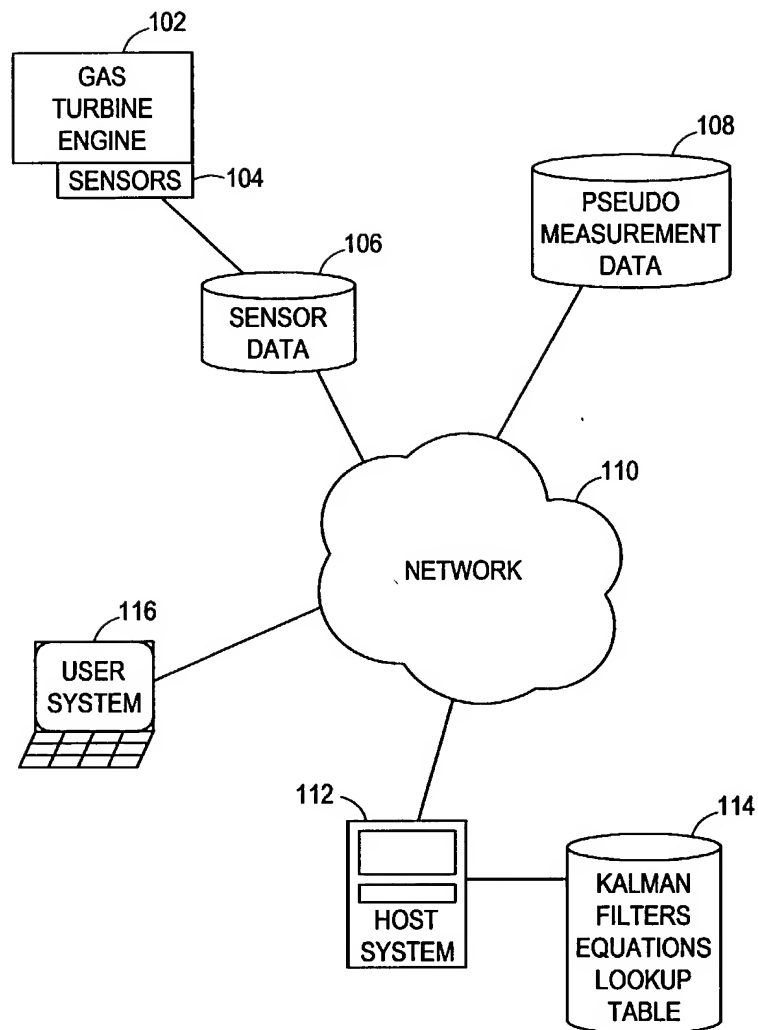 102
GAS
TURBINE
ENGINE
SENSORS
104
106
SENSOR
DATA
108
PSEUDO
MEASUREMENT
DATA
110
NETWORK
116
USER
SYSTEM
112
HOST
SYSTEM
114
KALMAN
FILTERS
EQUATIONS
LOOKUP
TABLE